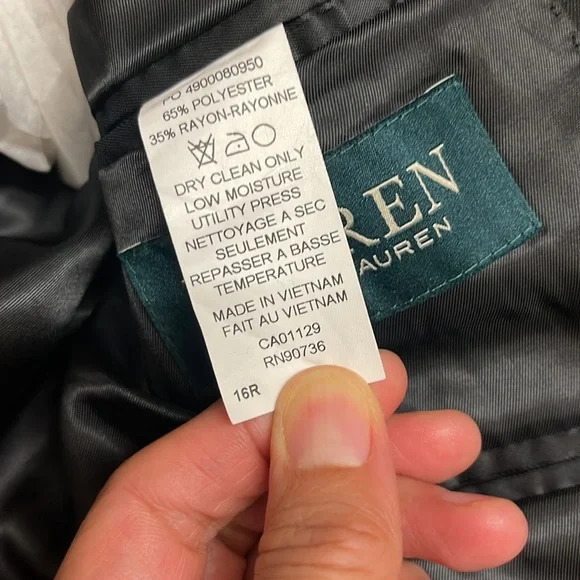 PO 4900080950
65% POLYESTER
35% RAYON-RAYONNE
DRY CLEAN ONLY
LOW MOISTURE
UTILITY PRESS
NETTOYAGE A SEC
SEULEMENT
REPASSER A BASSE
TEMPERATURE
MADE IN VIETNAM
FAIT AU VIETNAM
CA01129
RN90736
16R
REN
AUREN